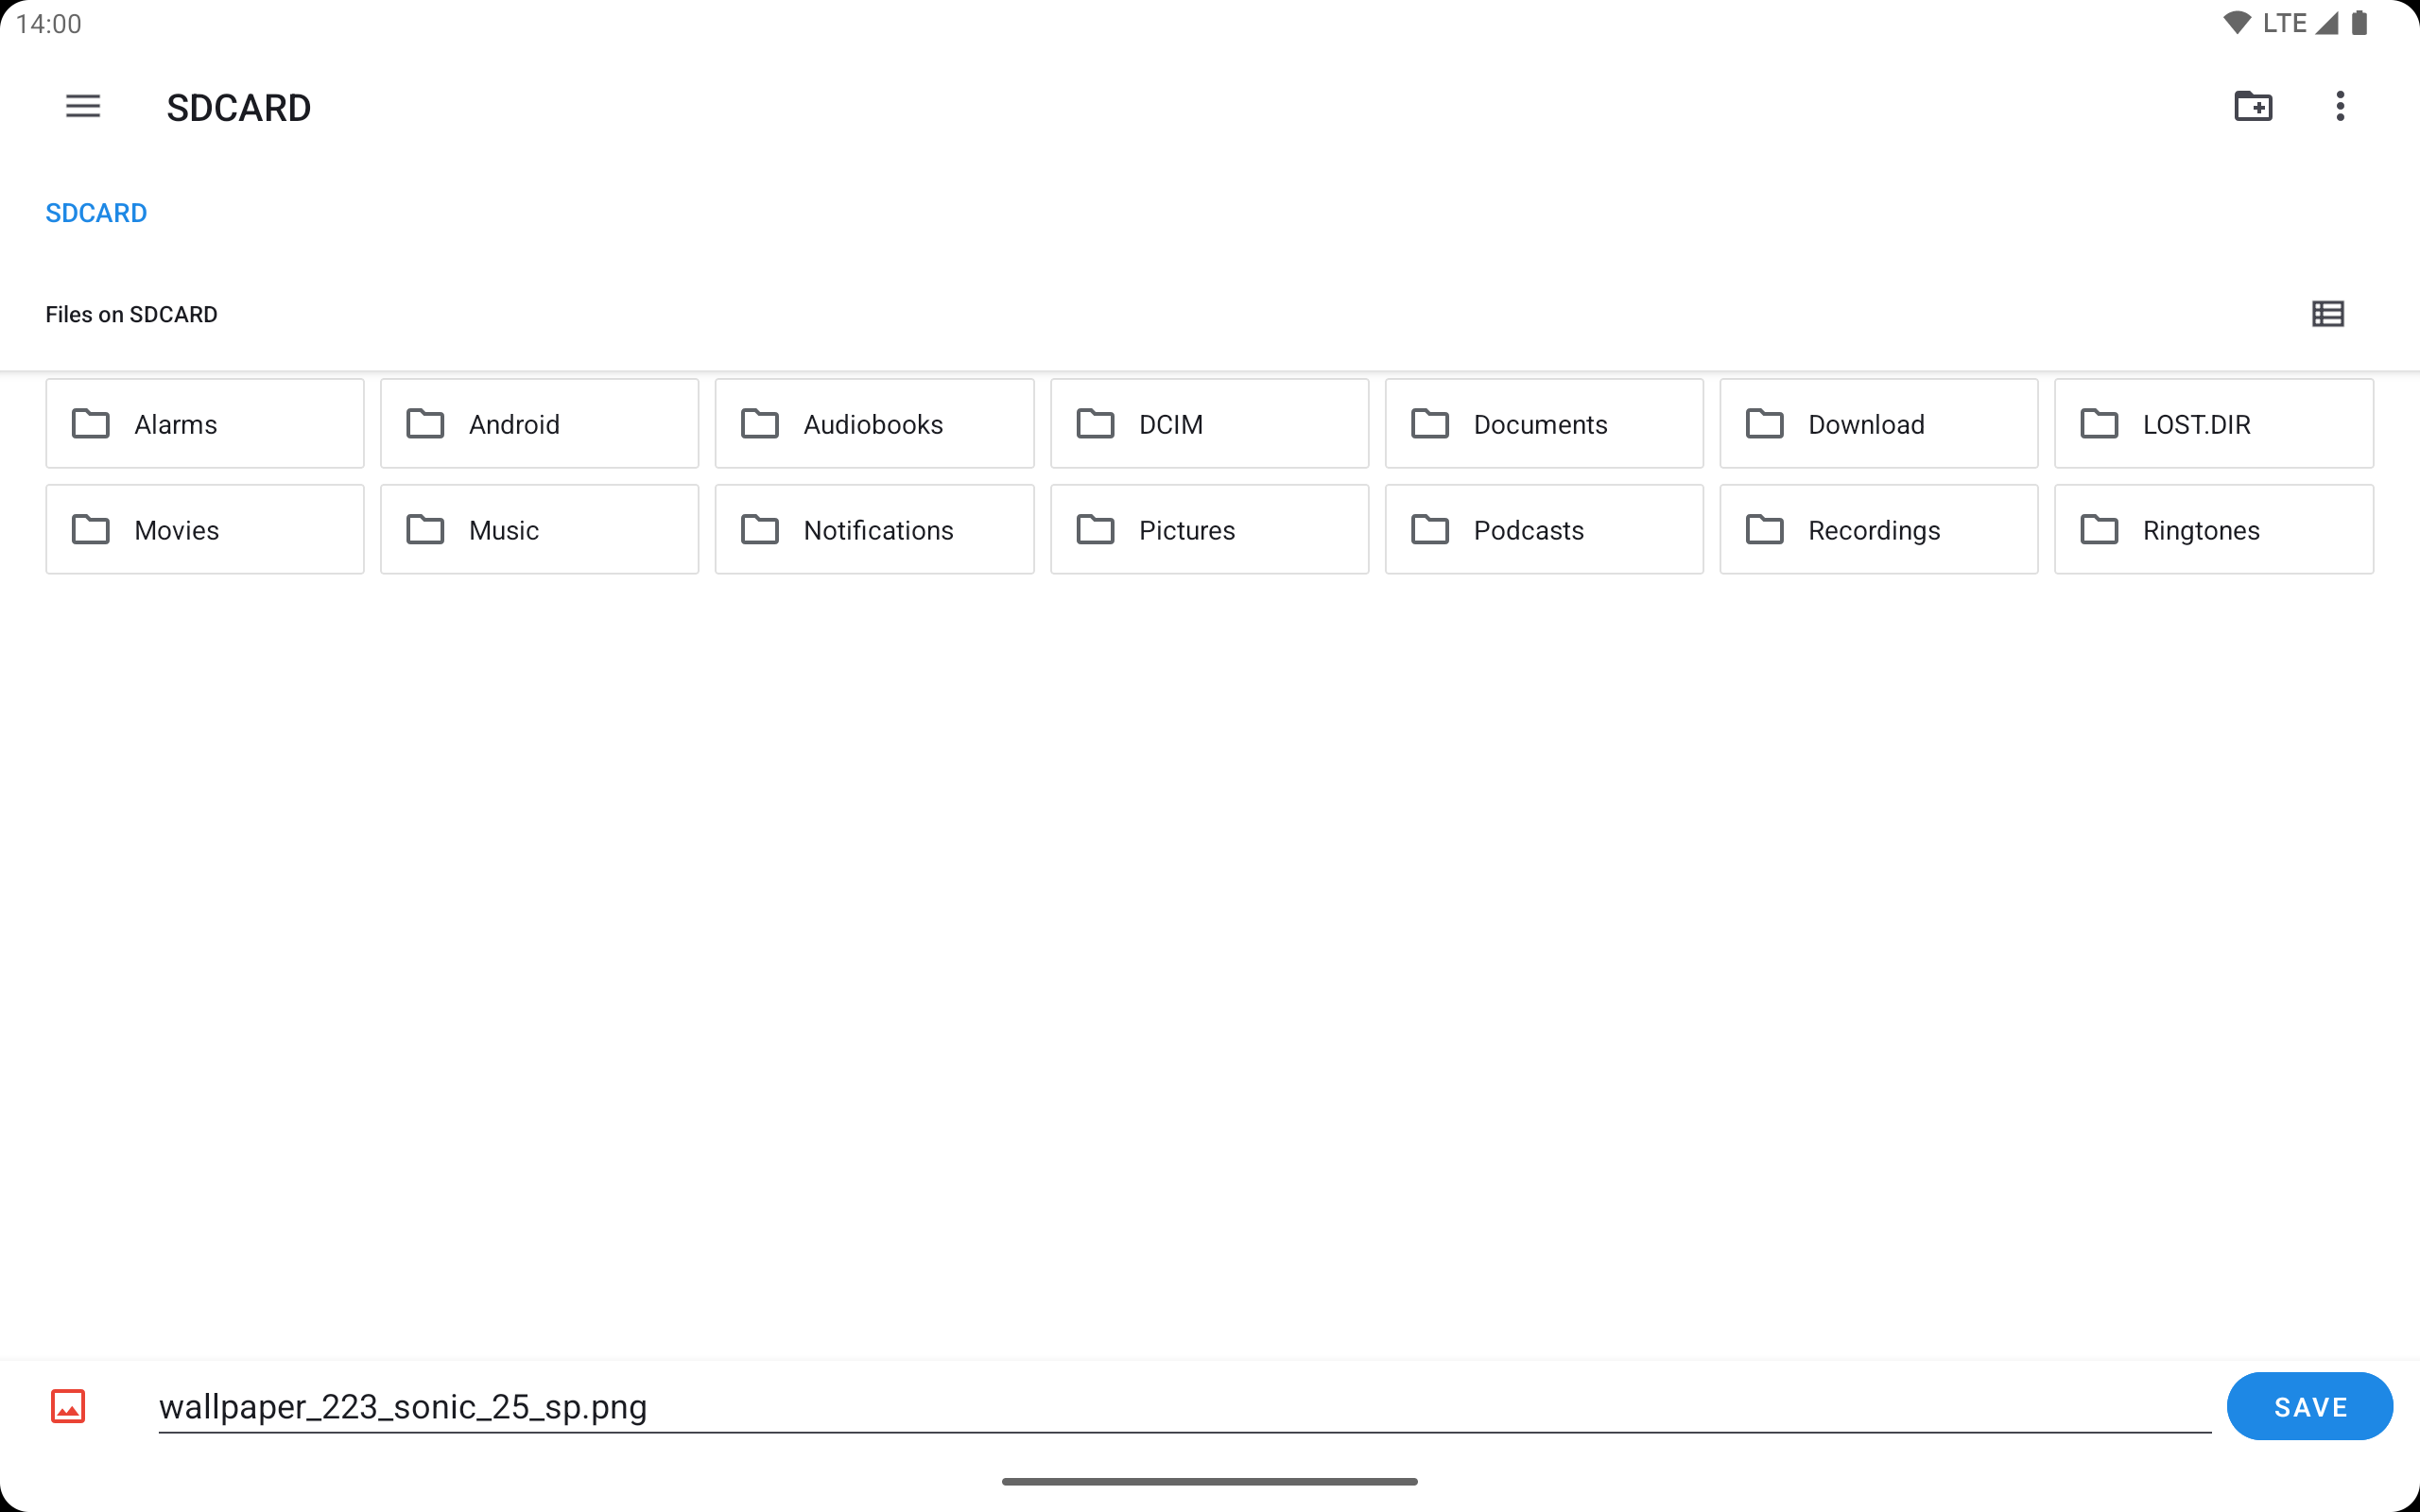 14:00
LTE
SDCARD
SDCARD
Files on SDCARD
Alarms
Android
Audiobooks
DCIM
Documents
Download
LOST.DIR
Movies
Music
Notifications
Pictures
Podcasts
Recordings
Ringtones
wallpaper_223_sonic_25_sp.png
SAVE